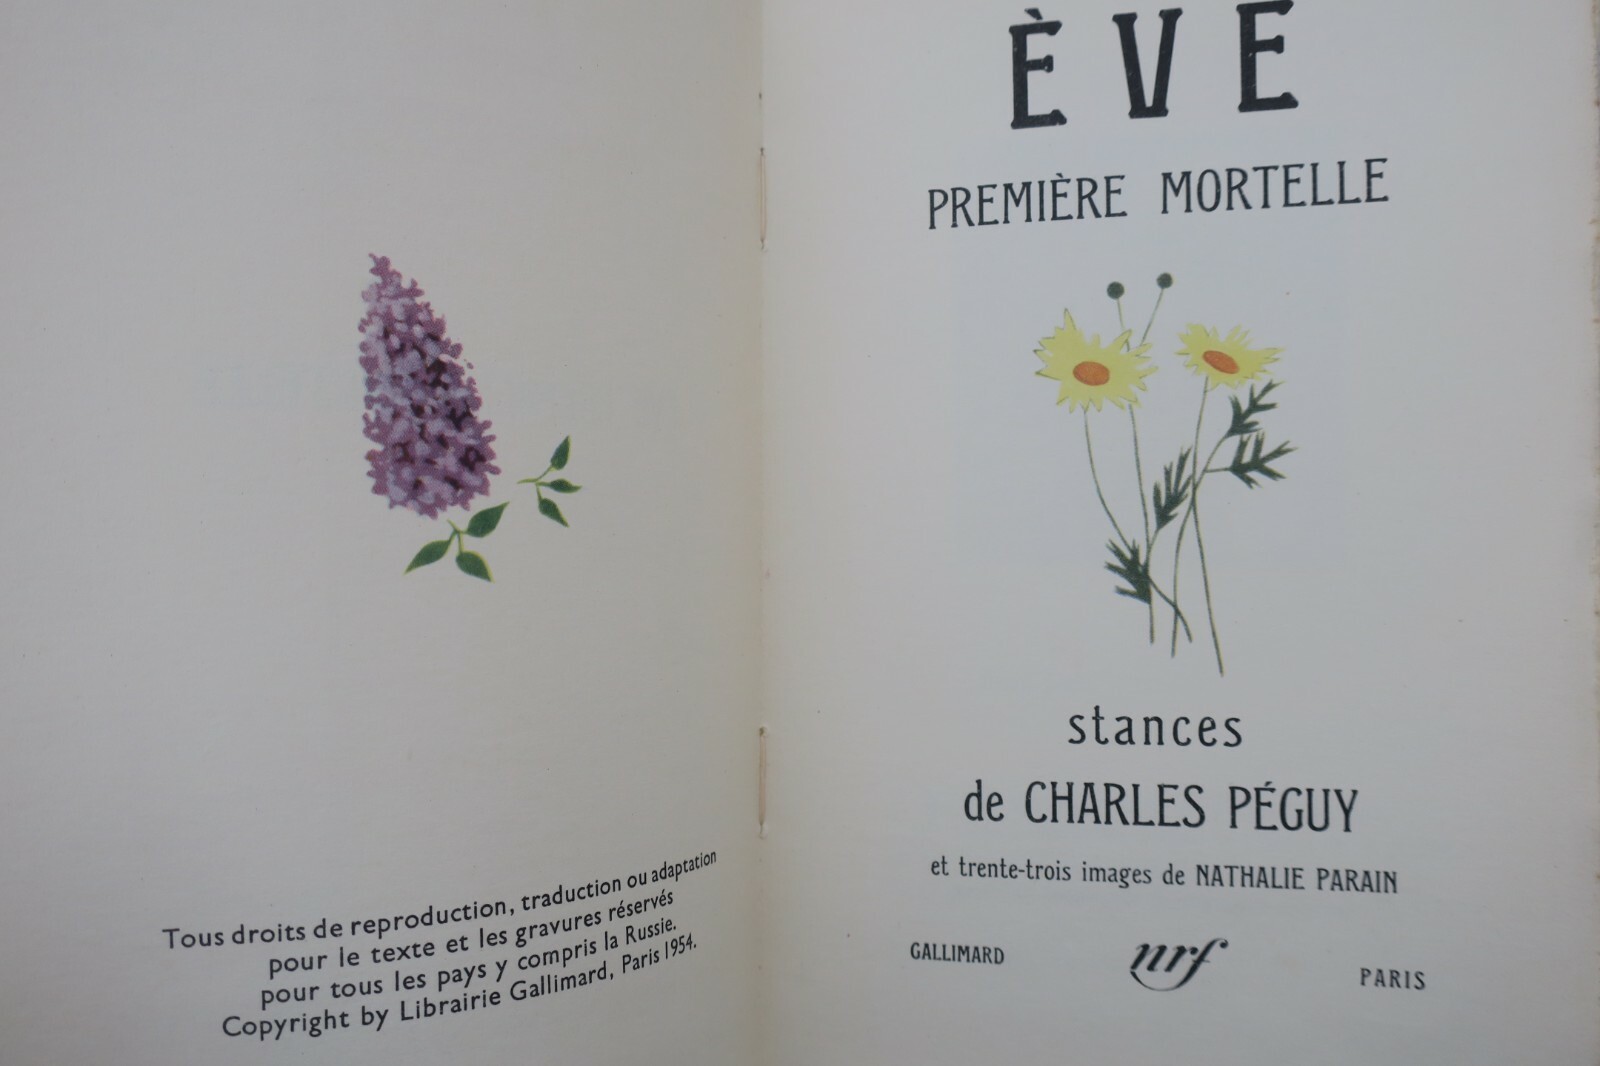 Tous droits de reproduction, traduction ou adaptation
pour le texte et les gravures réservés
pour tous les pays y compris la Russie.
Copyright by Librairie Gallimard, Paris 1954.
ÈVE
PREMIÈRE MORTELLE
stances
de CHARLES PÉGUY
et trente-trois images de NATHALIE PARAIN
GALLIMARD nrf PARIS